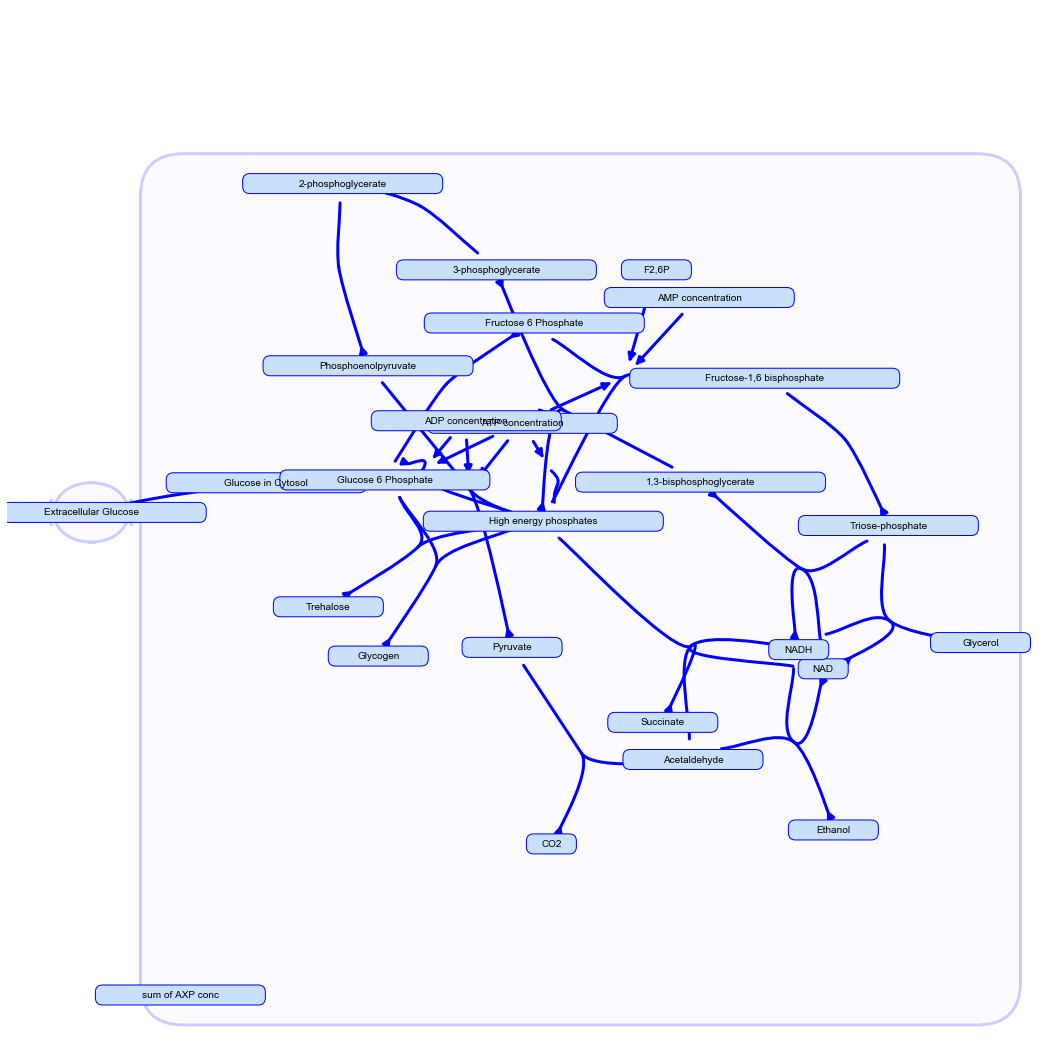 2-phosphoglycerate
3-phosphoglycerate
F2,6P
AMP concentration
Fructose 6 Phosphate
Phosphoenolpyruvate
Fructose-1,6 bisphosphate
ADP concentration
ATP concentration
Glucose in Cytosol
Glucose 6 Phosphate
1,3-bisphosphoglycerate
Extracellular Glucose
High energy phosphates
Triose-phosphate
Trehalose
Glycerol
Pyruvate
NADH
Glycogen
NAD
Succinate
Acetaldehyde
Ethanol
CO2
sum of AXP conc